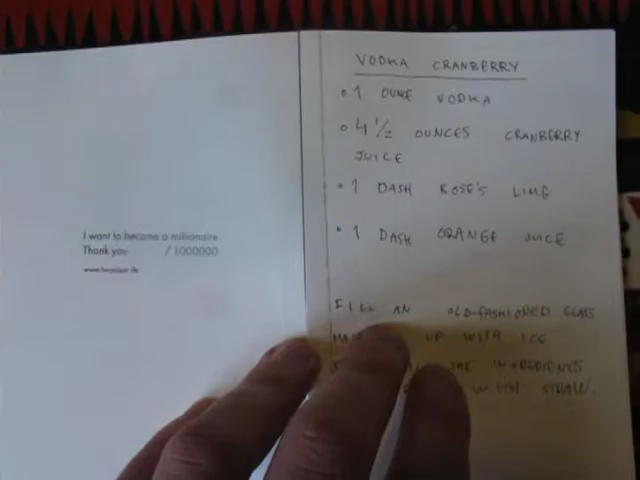 I want to become a millionaire
Thank you / 1000000
VODKA CRANBERRY
• 1 OUNCE VODKA
• 4 1/2 OUNCES CRANBERRY
JUICE
• 1 DASH ROSE'S LIME
• 1 DASH ORANGE JUICE
FILL AN OLD-FASHIONED GLASS
UP WITH ICE
THE INGREDIENTS
WITH STRAW.